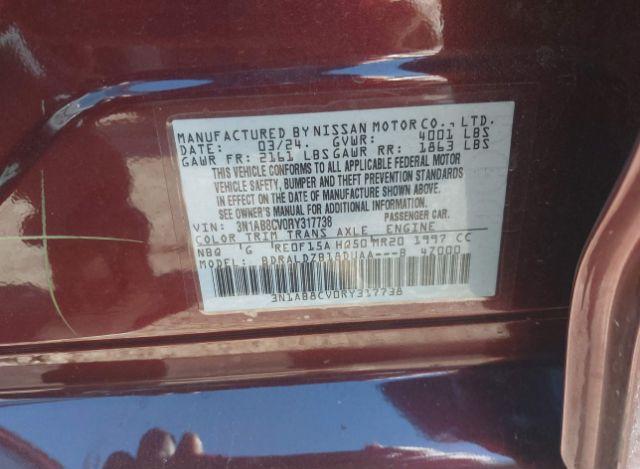 MANUFACTURED BY NISSAN MOTOR CO., LTD.
DATE: 03/24. GVWR: 4001 LBS
GAWR FR: 2161 LBS GAWR RR: 1863 LBS
THIS VEHICLE CONFORMS TO ALL APPLICABLE FEDERAL MOTOR
VEHICLE SAFETY, BUMPER AND THEFT PREVENTION STANDARDS
IN EFFECT ON THE DATE OF MANUFACTURE SHOWN ABOVE.
SEE OWNER'S MANUAL FOR ADDITIONAL INFORMATION.
VIN: 3N1AB8CV0RY317738 PASSENGER CAR.
COLOR TRIM TRANS AXLE ENGINE
NBQ 'G RE0F15A HQ50 MR20 1997 CC
MODEL: BDRALDZB18DUAA---B 4Z000
3N1AB8CV0RY317738